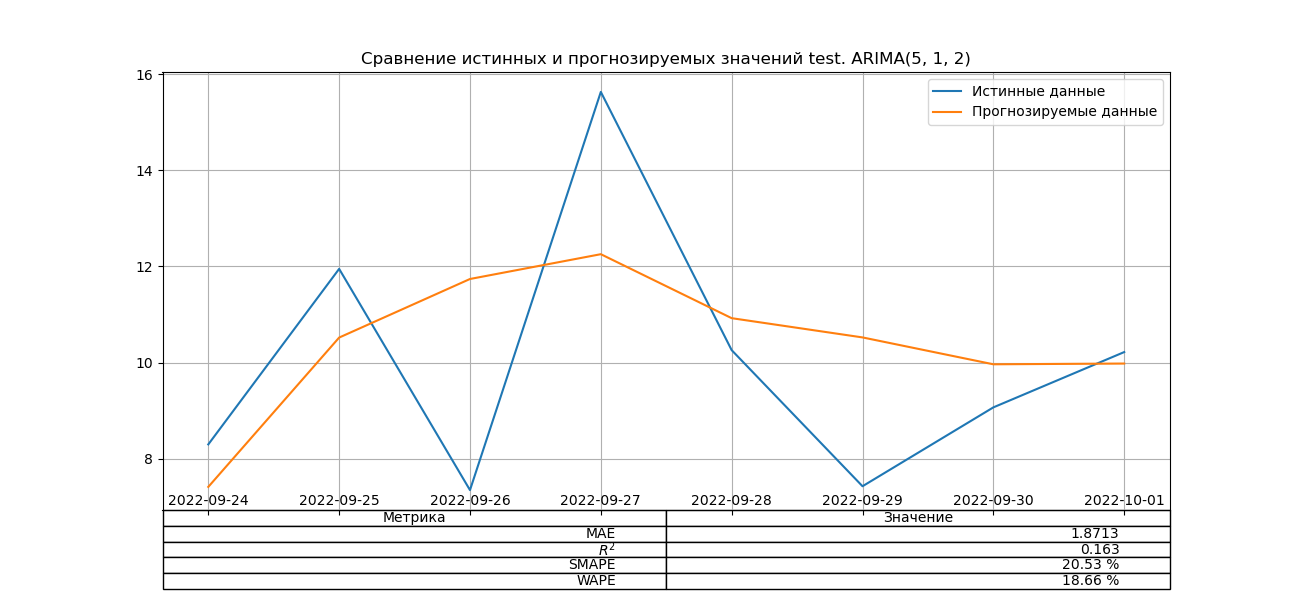 Сравнение истинных и прогнозируемых значений test. ARIMA(5, 1, 2)
16
14
12
10
8
Истинные данные
Прогнозируемые данные
2022-09-24 2022-09-25 2022-09-26 2022-09-27 2022-09-28 2022-09-29 2022-09-30 2022-10-01
Метрика Значение
MAE 1.8713
R² 0.163
SMAPE 20.53 %
WAPE 18.66 %